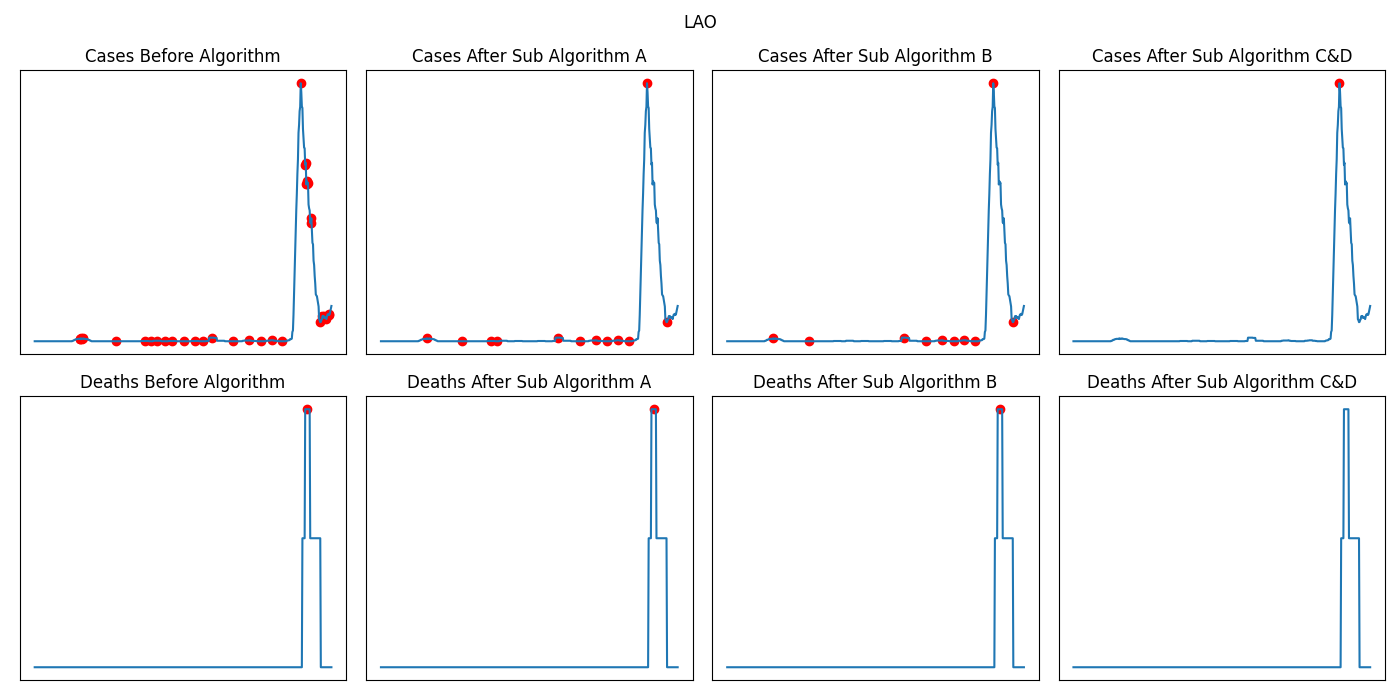 LAO
Cases Before Algorithm
Cases After Sub Algorithm A
Cases After Sub Algorithm B
Cases After Sub Algorithm C&D
Deaths Before Algorithm
Deaths After Sub Algorithm A
Deaths After Sub Algorithm B
Deaths After Sub Algorithm C&D